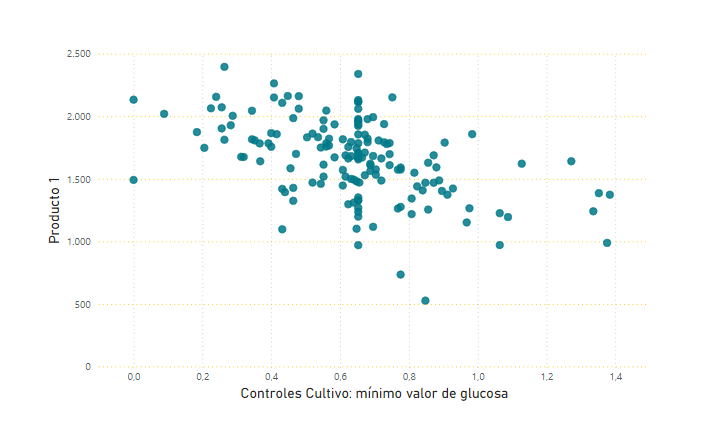 2.500
2.000
1.500
1.000
500
0
Producto 1
0,0 0,2 0,4 0,6 0,8 1,0 1,2 1,4
Controles Cultivo: mínimo valor de glucosa